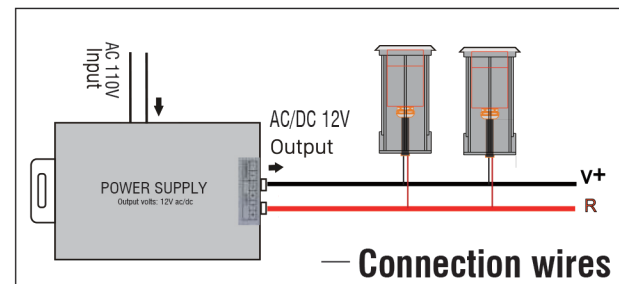 AC 110V
Input
AC/DC 12V
Output
POWER SUPPLY
Output volts: 12V ac/dc
V+
R
Connection wires